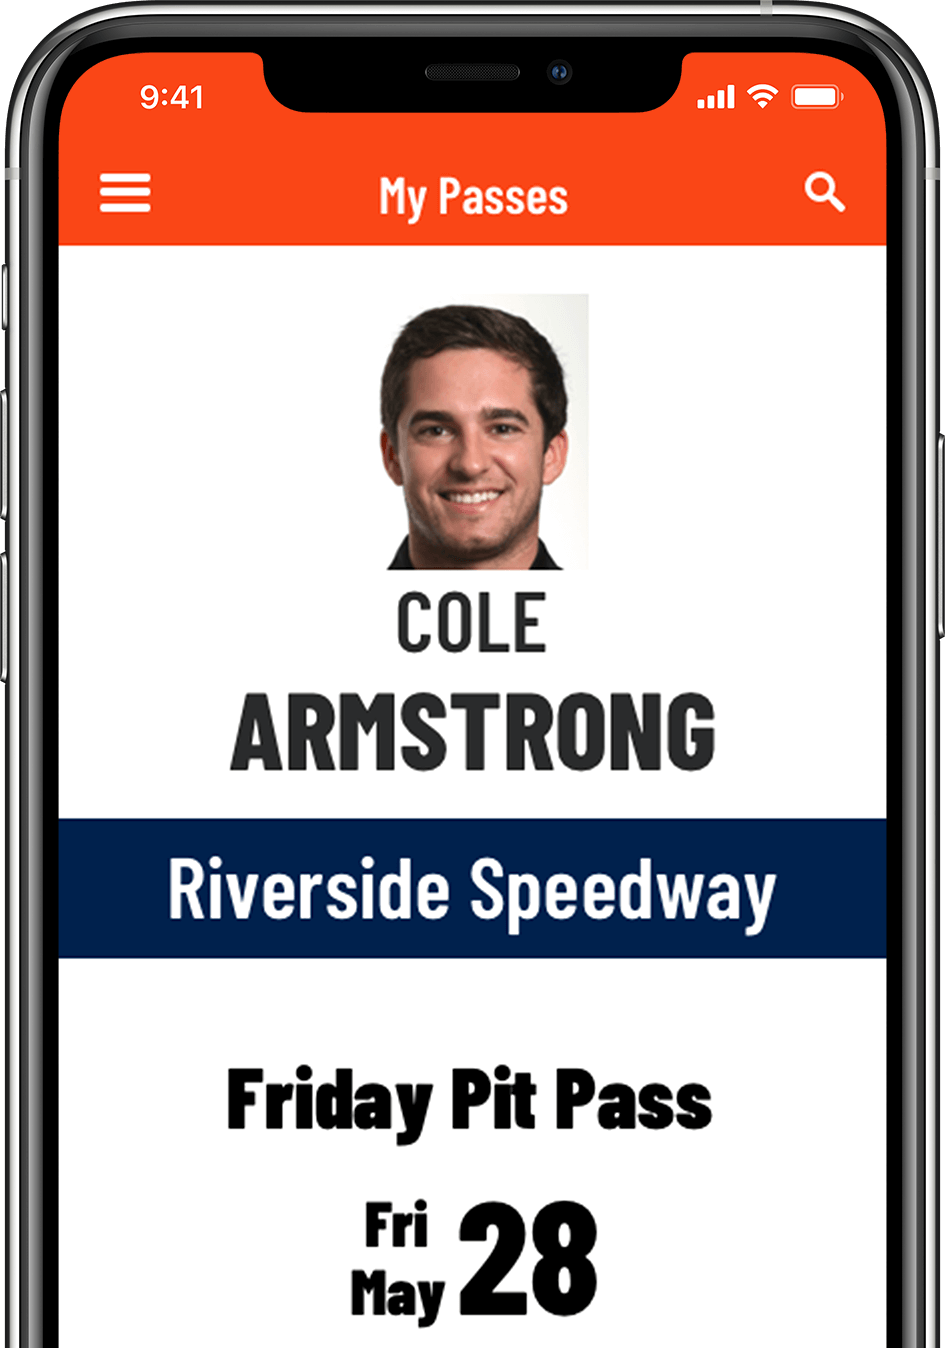 9:41
My Passes
COLE
ARMSTRONG
Riverside Speedway
Friday Pit Pass
Fri
May
28